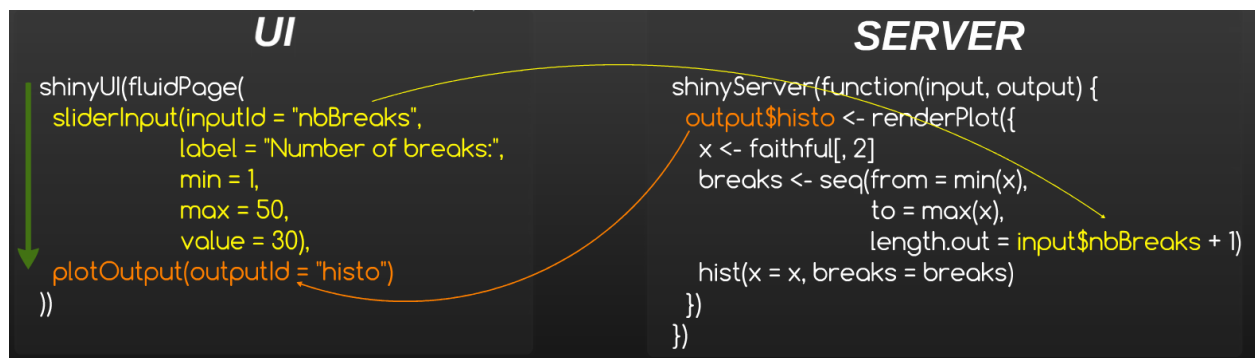 UI
shinyUI(fluidPage(
sliderInput(inputId = "nbBreaks",
label = "Number of breaks:",
min = 1,
max = 50,
value = 30),
plotOutput(outputId = "histo")
))
SERVER
shinyServer(function(input, output) {
output$histo <- renderPlot({
x <- faithful[, 2]
breaks <- seq(from = min(x),
to = max(x),
length.out = input$nbBreaks + 1)
hist(x = x, breaks = breaks)
})
})